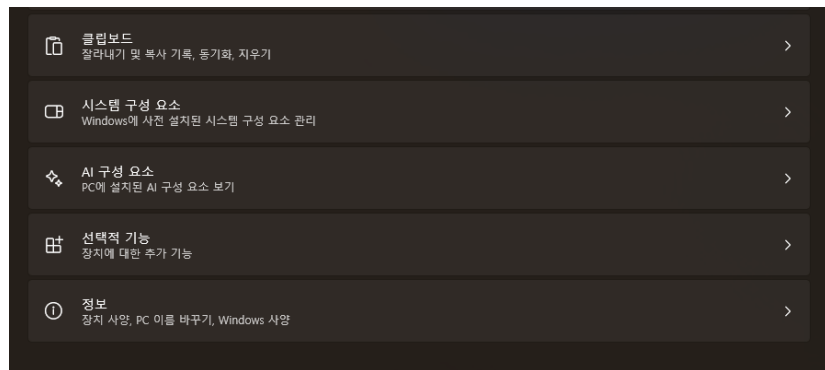 클립보드
잘라내기 및 복사 기록, 동기화, 지우기
시스템 구성 요소
Windows에 사전 설치된 시스템 구성 요소 관리
AI 구성 요소
PC에 설치된 AI 구성 요소 보기
선택적 기능
장치에 대한 추가 기능
정보
장치 사양, PC 이름 바꾸기, Windows 사양